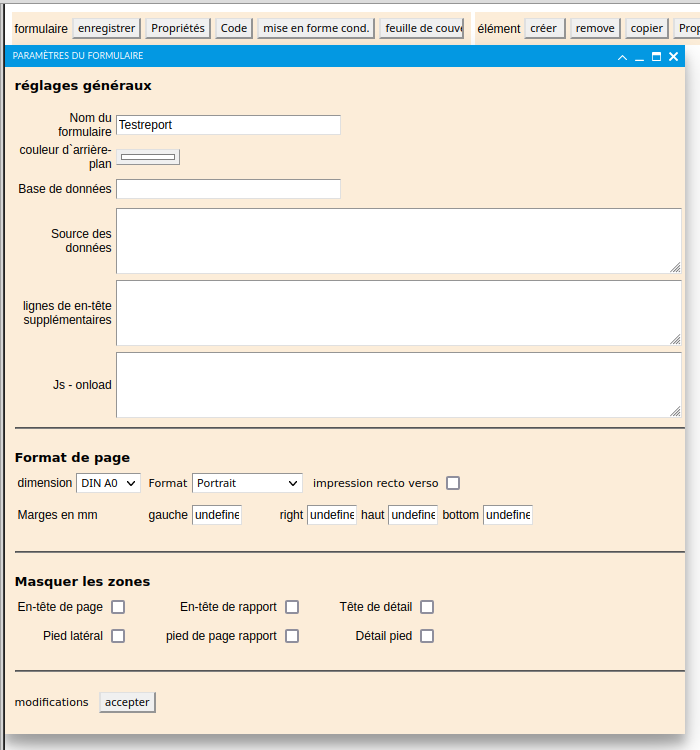 formulaire enregistrer Propriétés Code mise en forme cond. feuille de couv élément créer remove copier Prop
PARAMÈTRES DU FORMULAIRE
réglages généraux
Nom du
formulaire
Testreport
couleur d`arrière-
plan
Base de données
Source des
données
lignes de en-tête
supplémentaires
Js - onload
Format de page
dimension DIN A0 Format Portrait impression recto verso
Marges en mm gauche undefine right undefine haut undefine bottom undefine
Masquer les zones
En-tête de page En-tête de rapport Tête de détail
Pied latéral pied de page rapport Détail pied
modifications accepter